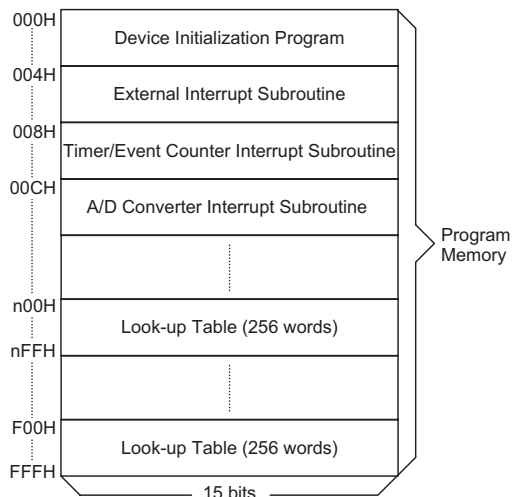 000H
Device Initialization Program
004H
External Interrupt Subroutine
008H
Timer/Event Counter Interrupt Subroutine
00CH
A/D Converter Interrupt Subroutine
Program
Memory
n00H
Look-up Table (256 words)
nFFH
F00H
Look-up Table (256 words)
FFFH
15 bits